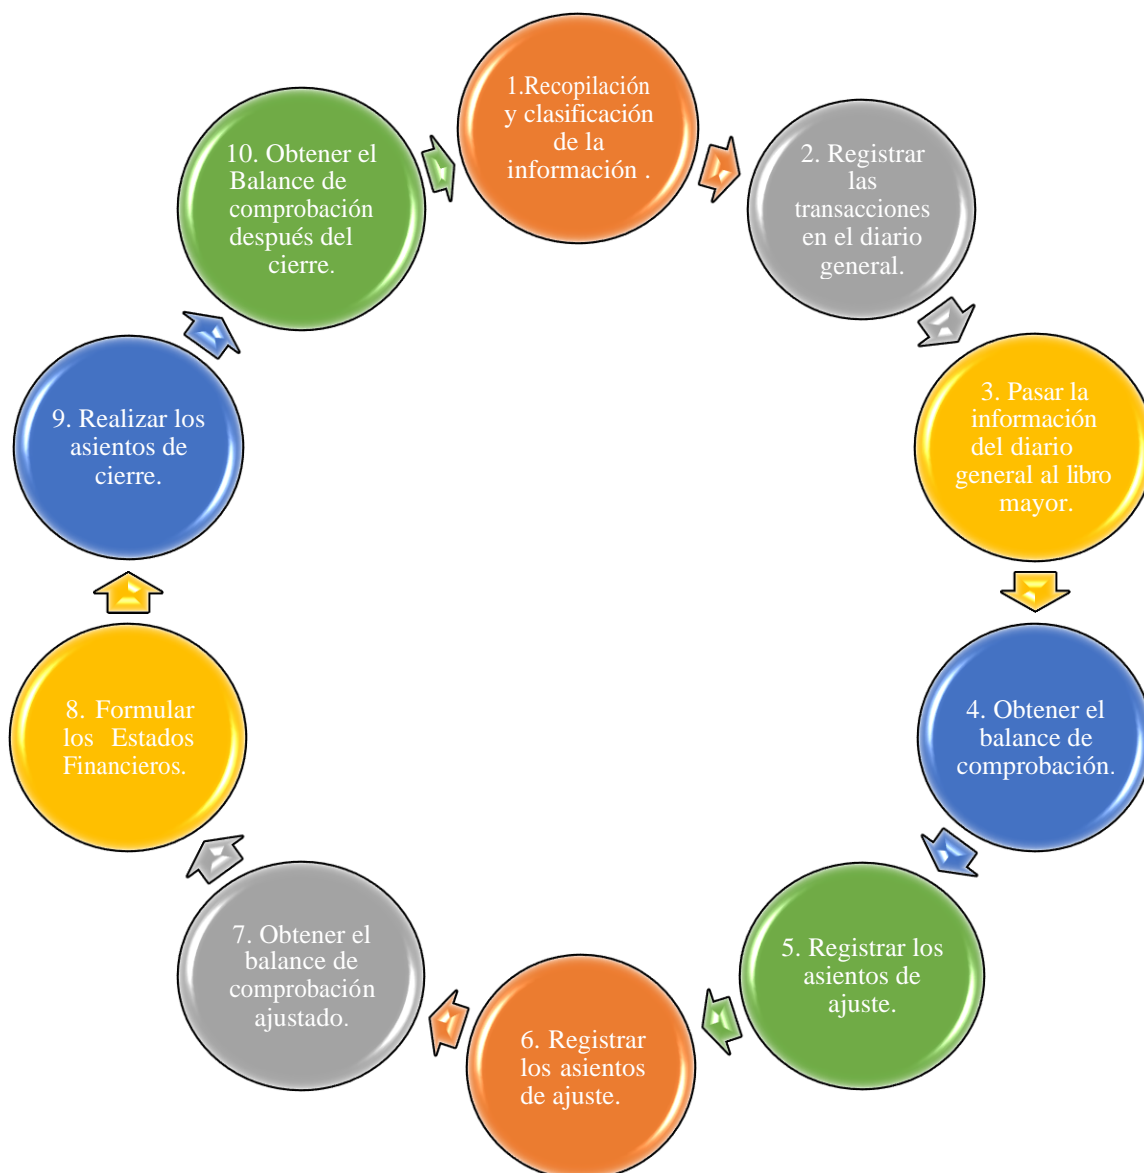 1.Recopilación
y clasificación
de la
información .
2. Registrar
las
transacciones
en el diario
general.
3. Pasar la
información
del diario
general al libro
mayor.
4. Obtener el
balance de
comprobación.
5. Registrar los
asientos de
ajuste.
6. Registrar
los asientos
de ajuste.
7. Obtener el
balance de
comprobación
ajustado.
8. Formular
los Estados
Financieros.
9. Realizar los
asientos de
cierre.
10. Obtener el
Balance de
comprobación
después del
cierre.